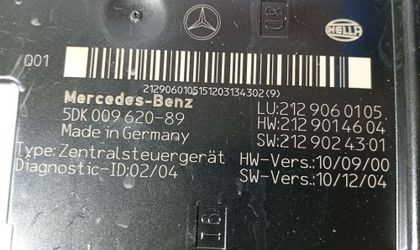 8D
HELLA
001
2129060105151203134302(9)
Mercedes-Benz
5DK 009 620-89
Made in Germany
Type: Zentralsteuergerät
Diagnostic-ID:02/04
LU:212 906 01 05
HW:212 901 46 04
SW:212 902 43 01
HW-Vers.: 10/09/00
SW-Vers.: 10/12/04